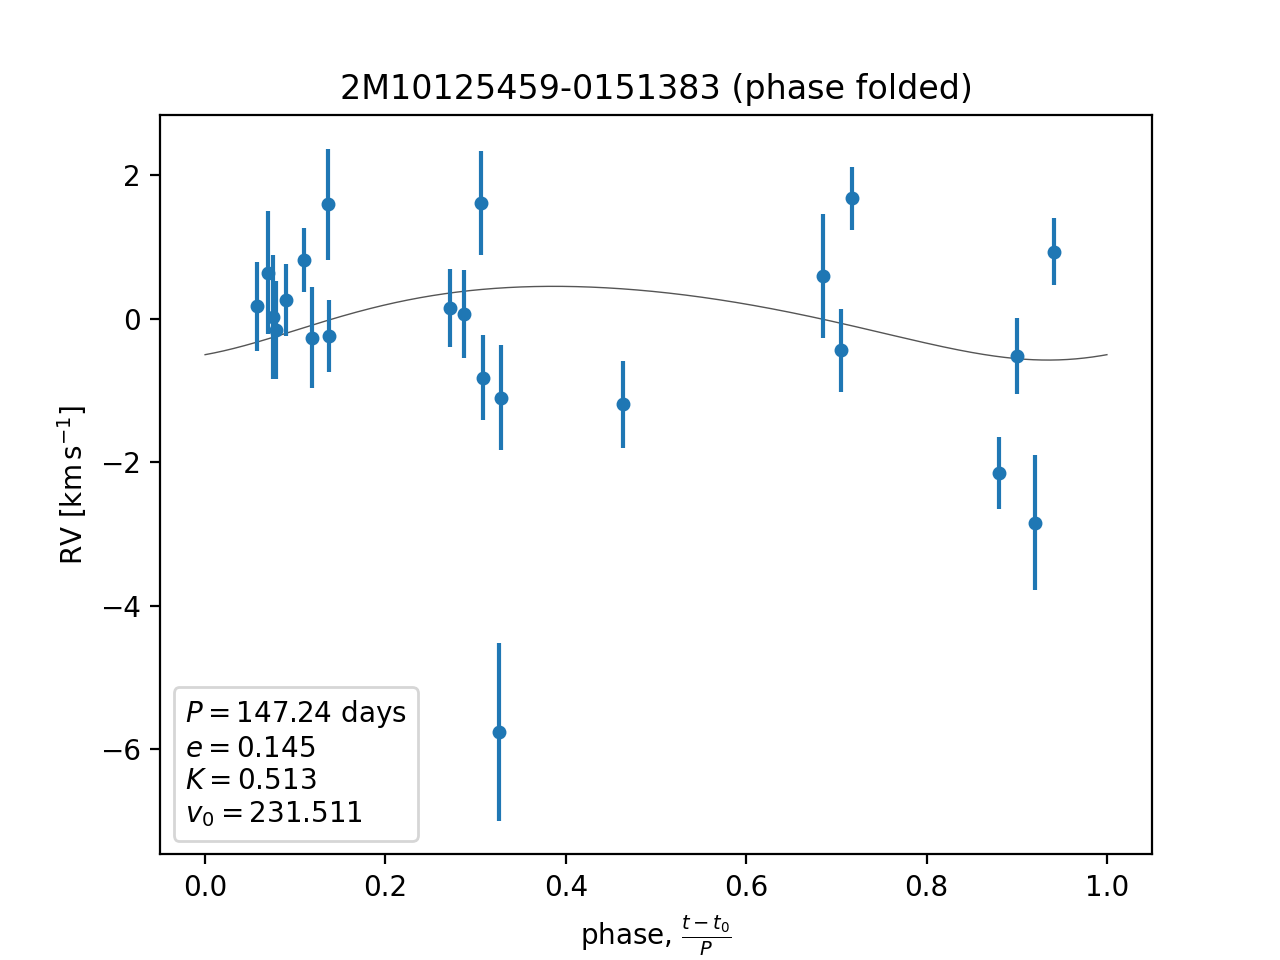 2M10125459-0151383 (phase folded)
RV [km s⁻¹]
2
0
−2
−4
−6
P = 147.24 days
e = 0.145
K = 0.513
v₀ = 231.511
0.0 0.2 0.4 0.6 0.8 1.0
phase, (t − t₀)/P